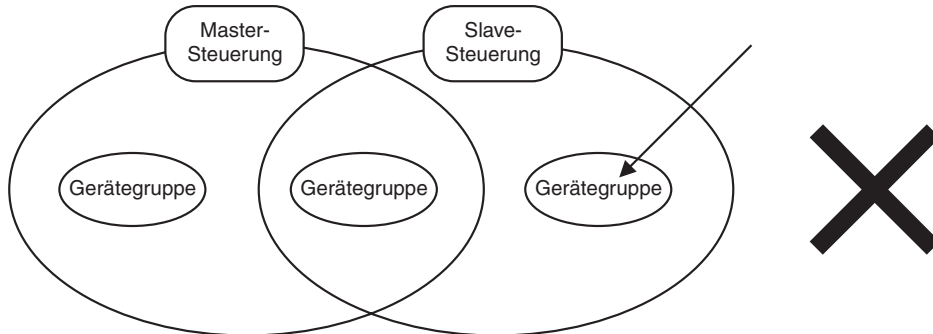 Master-
Steuerung
Slave-
Steuerung
Gerätegruppe
Gerätegruppe
Gerätegruppe